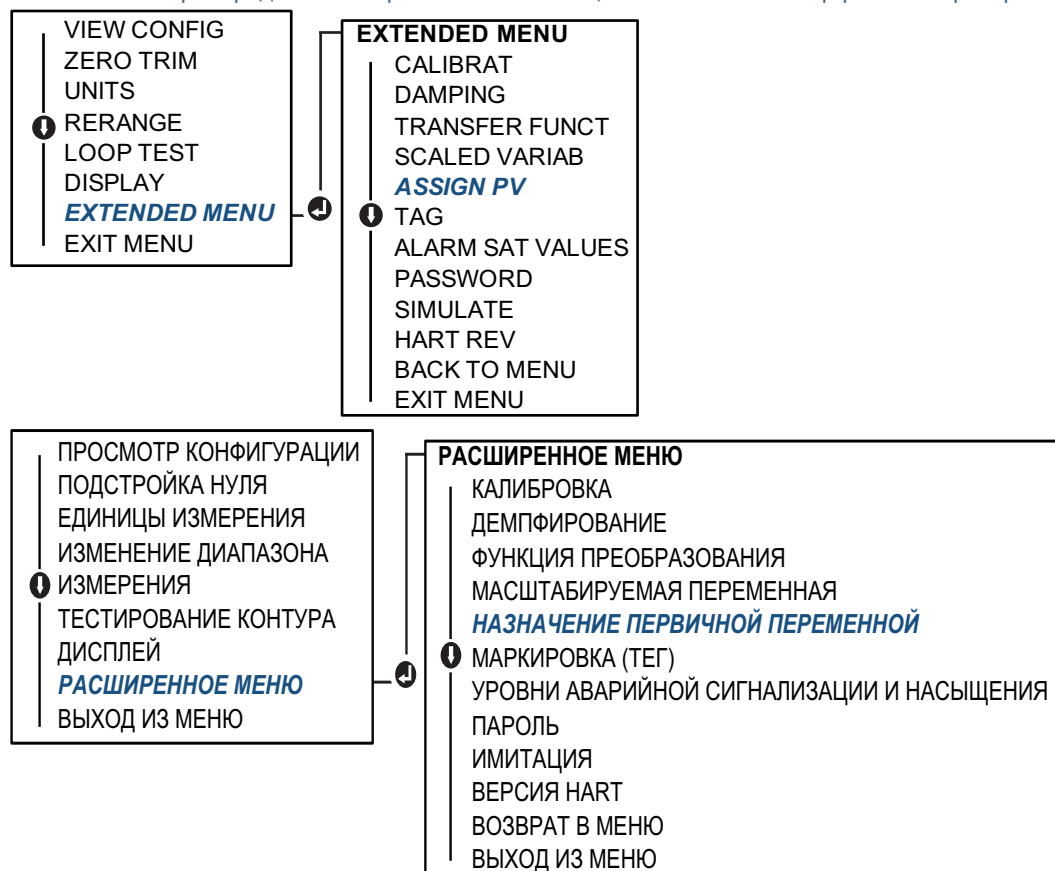 VIEW CONFIG
ZERO TRIM
UNITS
RERANGE
LOOP TEST
DISPLAY
EXTENDED MENU
EXIT MENU
EXTENDED MENU
CALIBRAT
DAMPING
TRANSFER FUNCT
SCALED VARIAB
ASSIGN PV
TAG
ALARM SAT VALUES
PASSWORD
SIMULATE
HART REV
BACK TO MENU
EXIT MENU
ПРОСМОТР КОНФИГУРАЦИИ
ПОДСТРОЙКА НУЛЯ
ЕДИНИЦЫ ИЗМЕРЕНИЯ
ИЗМЕНЕНИЕ ДИАПАЗОНА
ИЗМЕРЕНИЯ
ТЕСТИРОВАНИЕ КОНТУРА
ДИСПЛЕЙ
РАСШИРЕННОЕ МЕНЮ
ВЫХОД ИЗ МЕНЮ
РАСШИРЕННОЕ МЕНЮ
КАЛИБРОВКА
ДЕМПФИРОВАНИЕ
ФУНКЦИЯ ПРЕОБРАЗОВАНИЯ
МАСШТАБИРУЕМАЯ ПЕРЕМЕННАЯ
НАЗНАЧЕНИЕ ПЕРВИЧНОЙ ПЕРЕМЕННОЙ
МАРКИРОВКА (ТЕГ)
УРОВНИ АВАРИЙНОЙ СИГНАЛИЗАЦИИ И НАСЫЩЕНИЯ
ПАРОЛЬ
ИМИТАЦИЯ
ВЕРСИЯ HART
ВОЗВРАТ В МЕНЮ
ВЫХОД ИЗ МЕНЮ